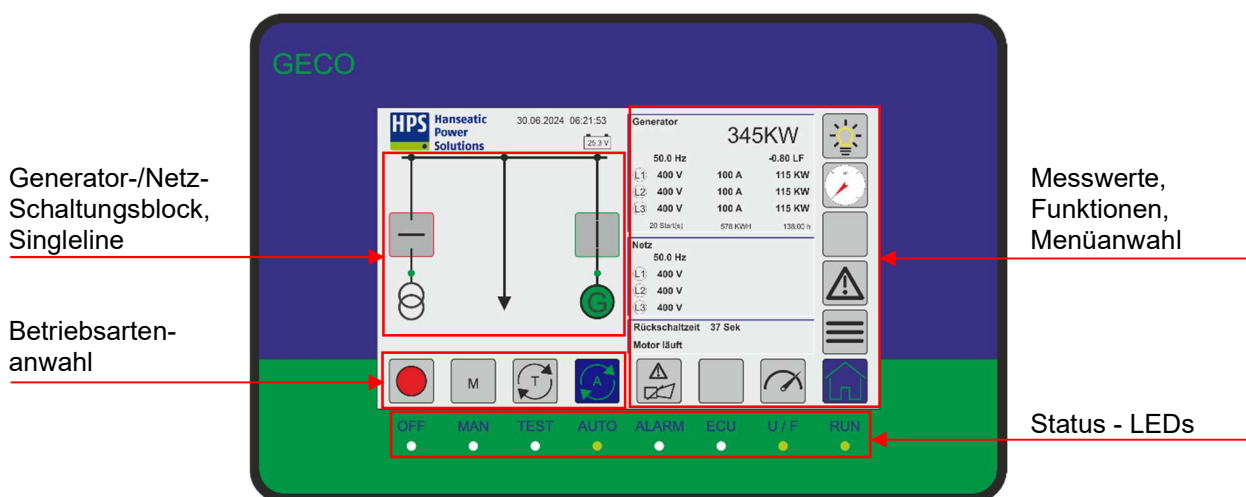 GECO
HPS
Hanseatic
Power
Solutions
30.06.2024 06:21:53
25.3 V
Generator
345KW
50.0 Hz -0.80 LF
L1 400 V 100 A 115 KW
L2 400 V 100 A 115 KW
L3 400 V 100 A 115 KW
20 Start(s) 578 KWH 138:00 h
Netz
50.0 Hz
L1 400 V
L2 400 V
L3 400 V
Rückschaltzeit 37 Sek
Motor läuft
G
M
T
A
OFF MAN TEST AUTO ALARM ECU U / F RUN
Generator-/Netz-
Schaltungsblock,
Singleline
Betriebsarten-
anwahl
Messwerte,
Funktionen,
Menüanwahl
Status - LEDs